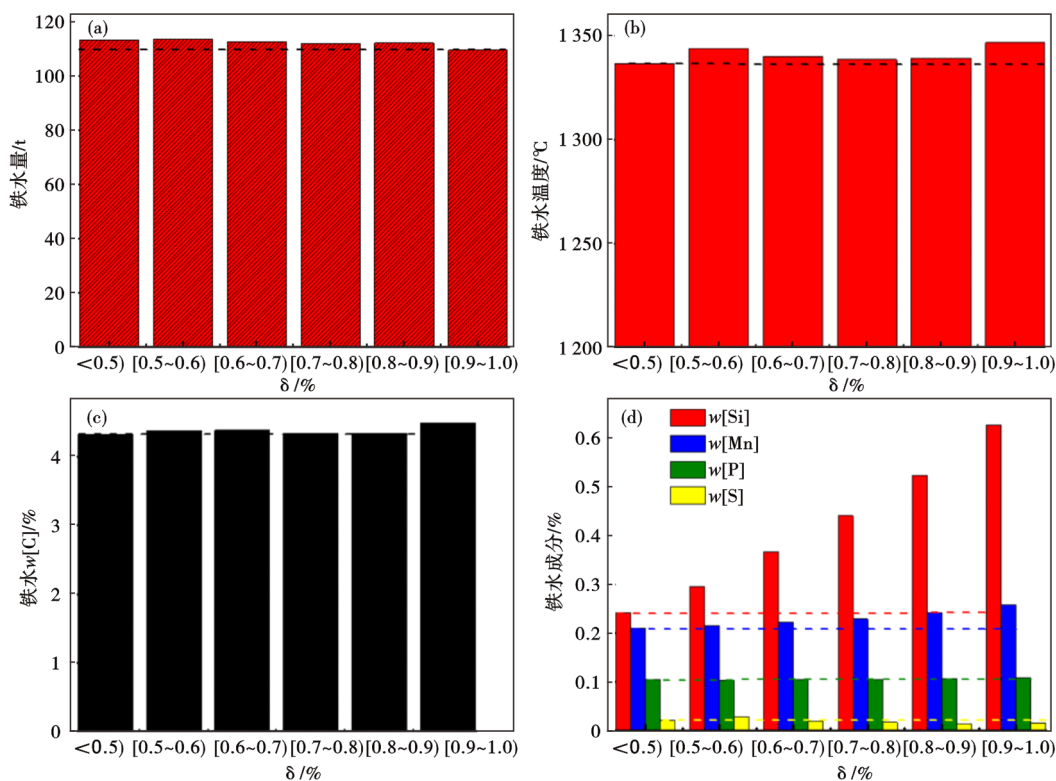 (a)
120
100
80
60
40
20
0
铁水量/t
<0.5) [0.5~0.6) [0.6~0.7) [0.7~0.8) [0.8~0.9) [0.9~1.0)
δ /%
(b)
1 350
1 300
1 250
1 200
铁水温度/℃
<0.5) [0.5~0.6) [0.6~0.7) [0.7~0.8) [0.8~0.9) [0.9~1.0)
δ /%
(c)
4
3
2
1
0
铁水w[C]/%
<0.5) [0.5~0.6) [0.6~0.7) [0.7~0.8) [0.8~0.9) [0.9~1.0)
δ /%
(d)
w[Si]
w[Mn]
w[P]
w[S]
0.6
0.5
0.4
0.3
0.2
0.1
0
铁水成分/%
<0.5) [0.5~0.6) [0.6~0.7) [0.7~0.8) [0.8~0.9) [0.9~1.0)
δ /%